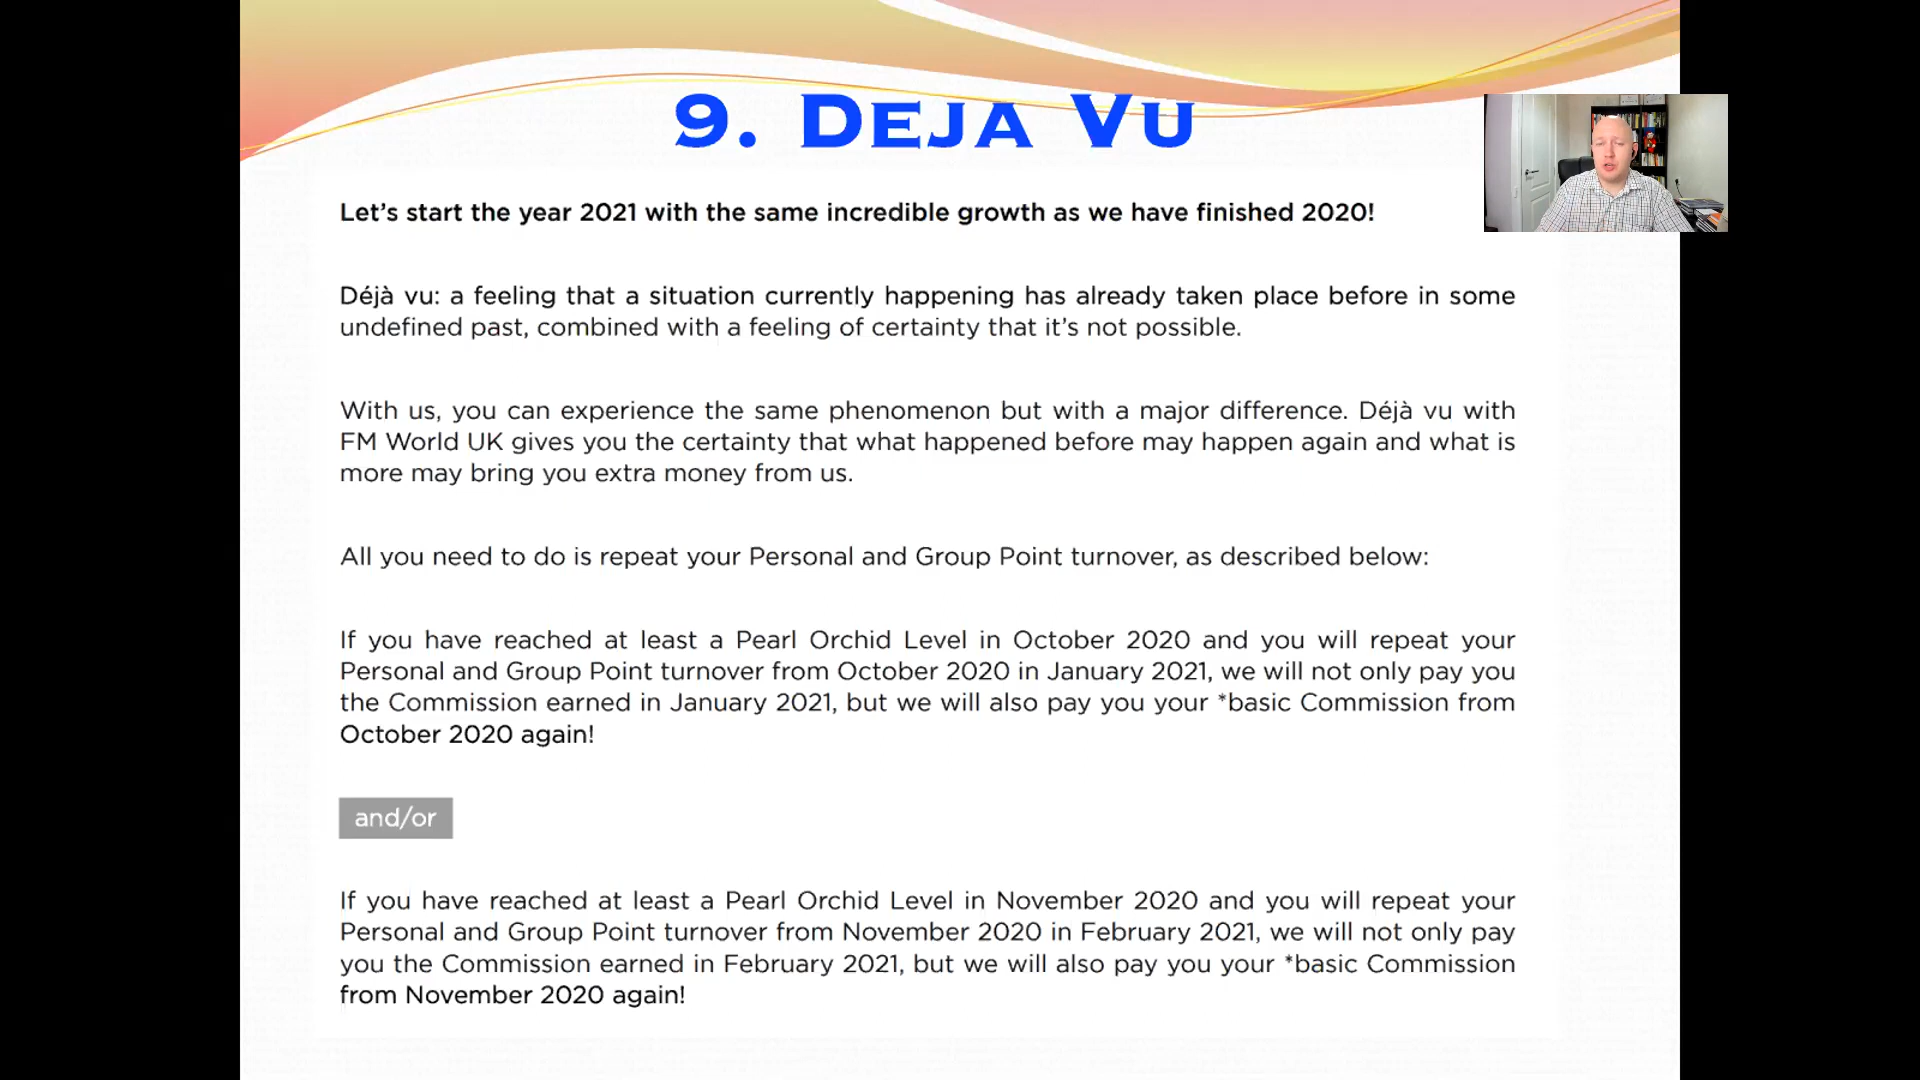 9. DEJA VU
Let’s start the year 2021 with the same incredible growth as we have finished 2020!
Déjà vu: a feeling that a situation currently happening has already taken place before in some
undefined past, combined with a feeling of certainty that it’s not possible.
With us, you can experience the same phenomenon but with a major difference. Déjà vu with
FM World UK gives you the certainty that what happened before may happen again and what is
more may bring you extra money from us.
All you need to do is repeat your Personal and Group Point turnover, as described below:
If you have reached at least a Pearl Orchid Level in October 2020 and you will repeat your
Personal and Group Point turnover from October 2020 in January 2021, we will not only pay you
the Commission earned in January 2021, but we will also pay you your *basic Commission from
October 2020 again!
and/or
If you have reached at least a Pearl Orchid Level in November 2020 and you will repeat your
Personal and Group Point turnover from November 2020 in February 2021, we will not only pay
you the Commission earned in February 2021, but we will also pay you your *basic Commission
from November 2020 again!